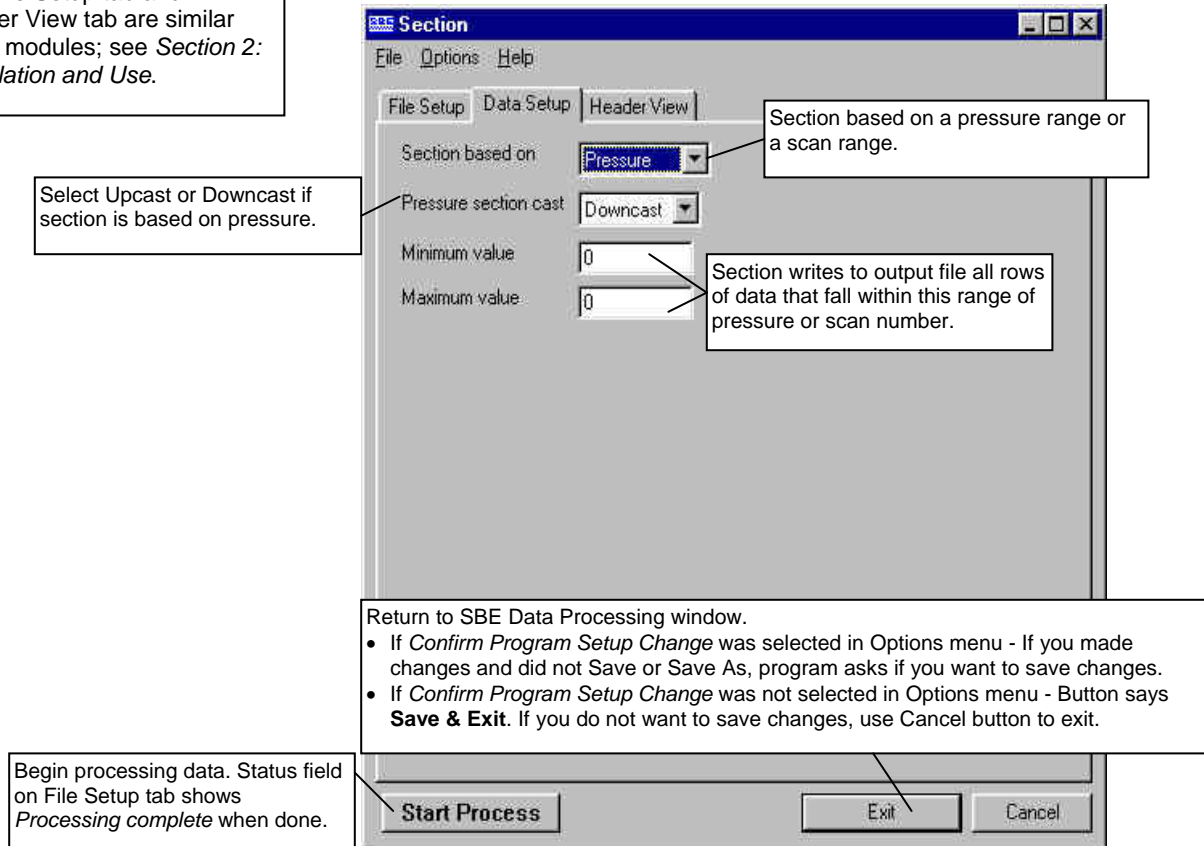 er View tab are similar
modules; see Section 2:
lation and Use.
SBE Section
File Options Help
File Setup Data Setup Header View
Section based on a pressure range or
a scan range.
Section based on Pressure
Select Upcast or Downcast if
section is based on pressure.
Pressure section cast Downcast
Minimum value 0
Maximum value 0
Section writes to output file all rows
of data that fall within this range of
pressure or scan number.
Return to SBE Data Processing window.
• If Confirm Program Setup Change was selected in Options menu - If you made
changes and did not Save or Save As, program asks if you want to save changes.
• If Confirm Program Setup Change was not selected in Options menu - Button says
Save & Exit. If you do not want to save changes, use Cancel button to exit.
Begin processing data. Status field
on File Setup tab shows
Processing complete when done.
Start Process Exit Cancel